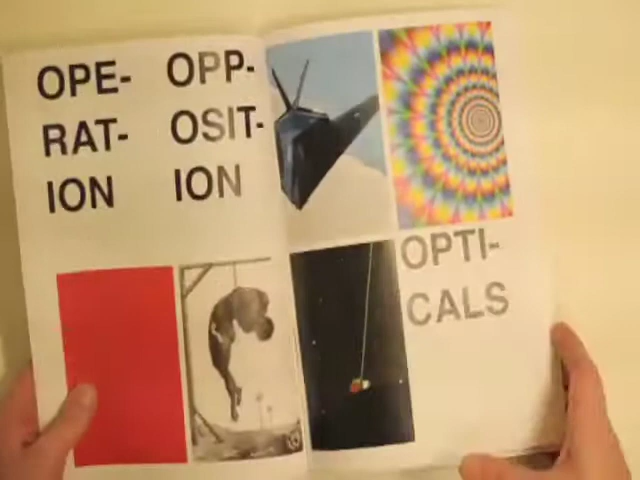 OPE-
RAT-
ION
OPP-
OSIT-
ION
OPTI-
CALS